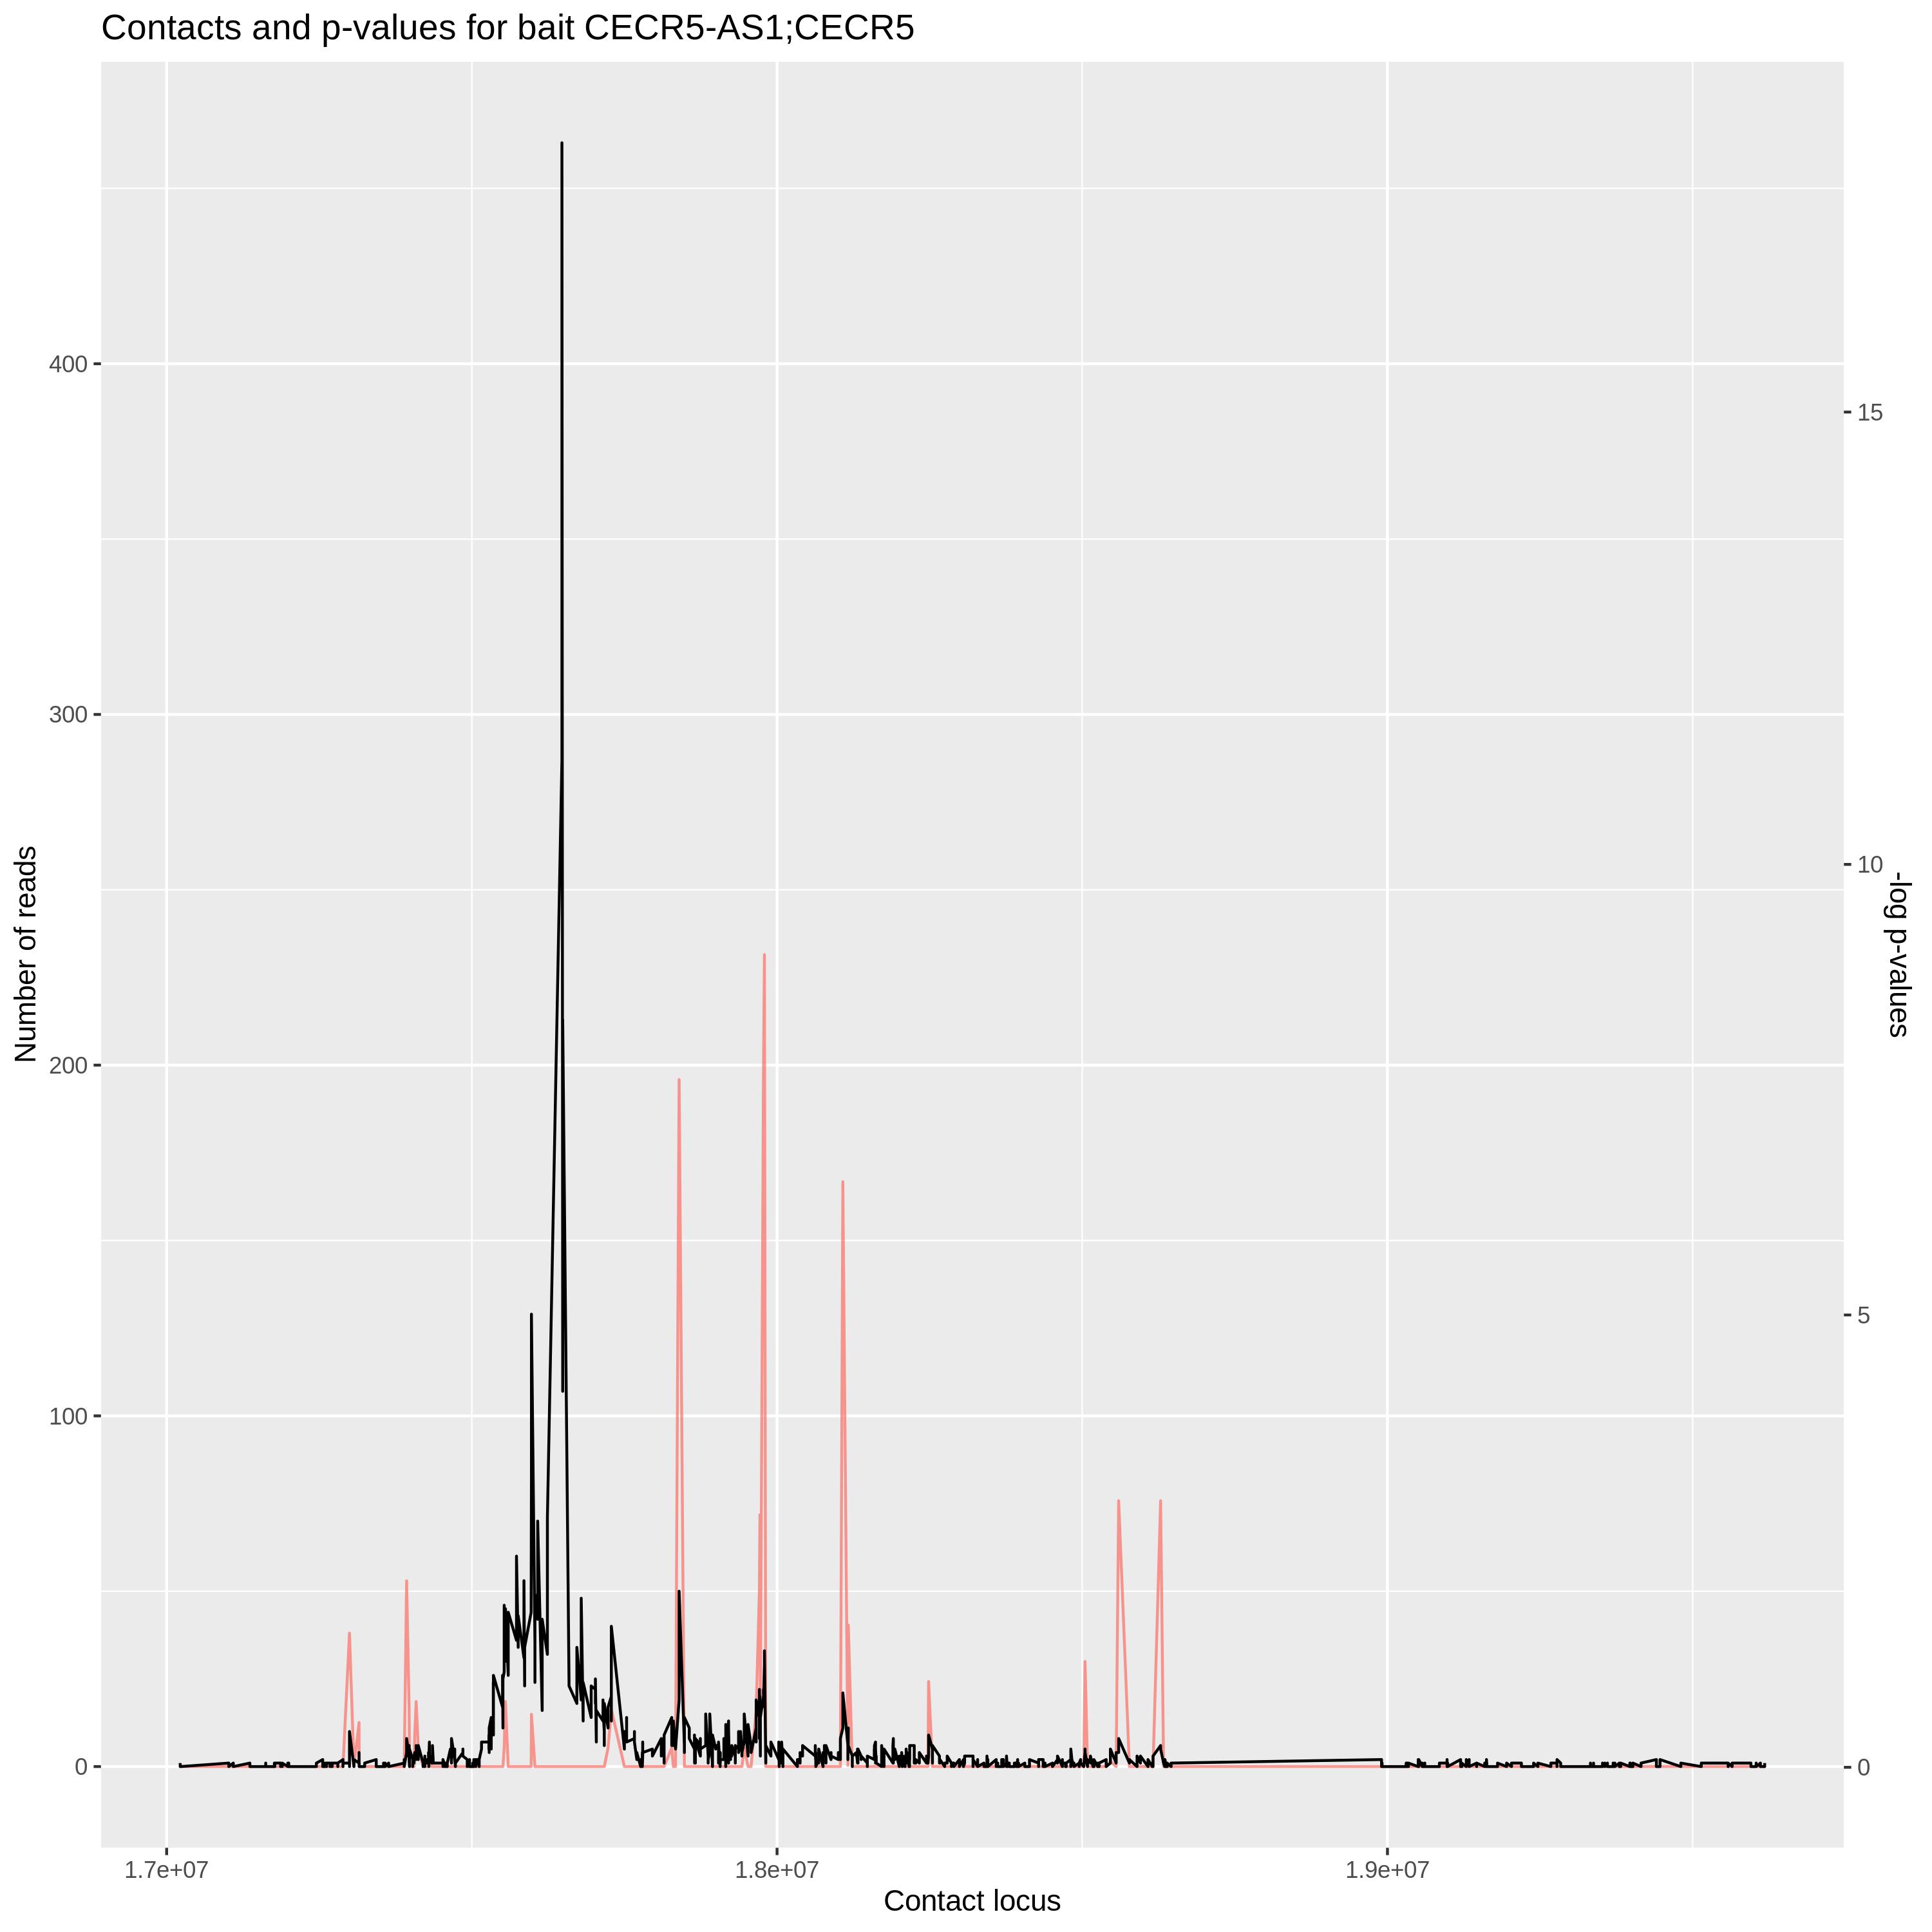 Contacts and p-values for bait CECR5-AS1;CECR5
400
300
200
100
0
15
10
5
0
Number of reads
-log p-values
1.7e+07
1.8e+07
1.9e+07
Contact locus